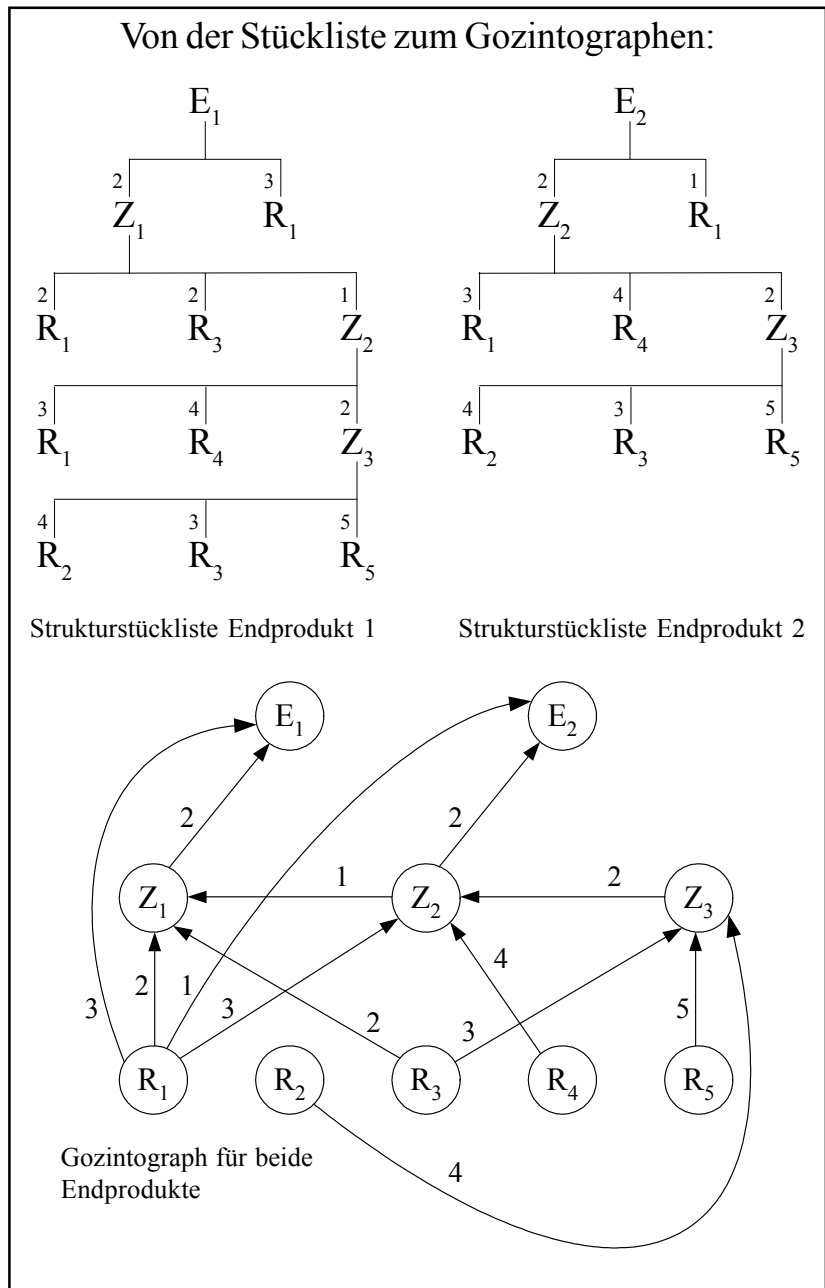 Von der Stückliste zum Gozintographen:
E₁ E₂
2 3 2 1
Z₁ R₁ Z₂ R₁
2 2 1 3 4 2
R₁ R₃ Z₂ R₁ R₄ Z₃
3 4 2 4 3 5
R₁ R₄ Z₃ R₂ R₃ R₅
4 3 5
R₂ R₃ R₅
Strukturstückliste Endprodukt 1 Strukturstückliste Endprodukt 2
E₁ E₂
2 2
1 2
Z₁ Z₂ Z₃
4
3 2 1 3 2 3 5
R₁ R₂ R₃ R₄ R₅
Gozintograph für beide
Endprodukte
4